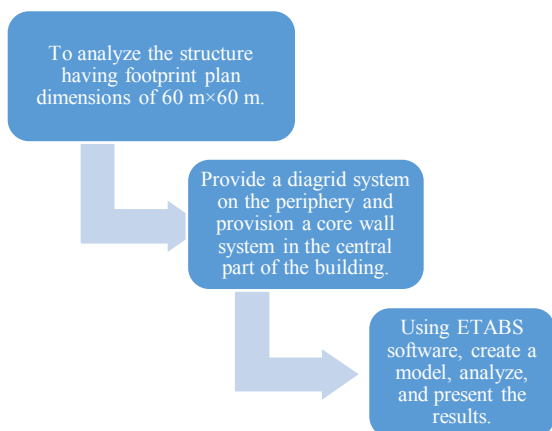 To analyze the structure
having footprint plan
dimensions of 60 m×60 m.
Provide a diagrid system
on the periphery and
provision a core wall
system in the central
part of the building.
Using ETABS
software, create a
model, analyze,
and present the
results.